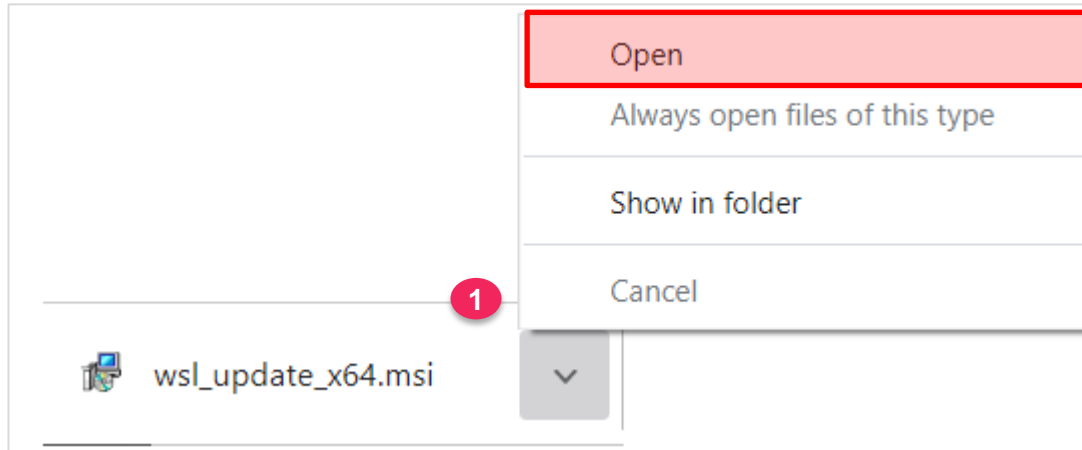 Open
Always open files of this type
Show in folder
Cancel
1
wsl_update_x64.msi